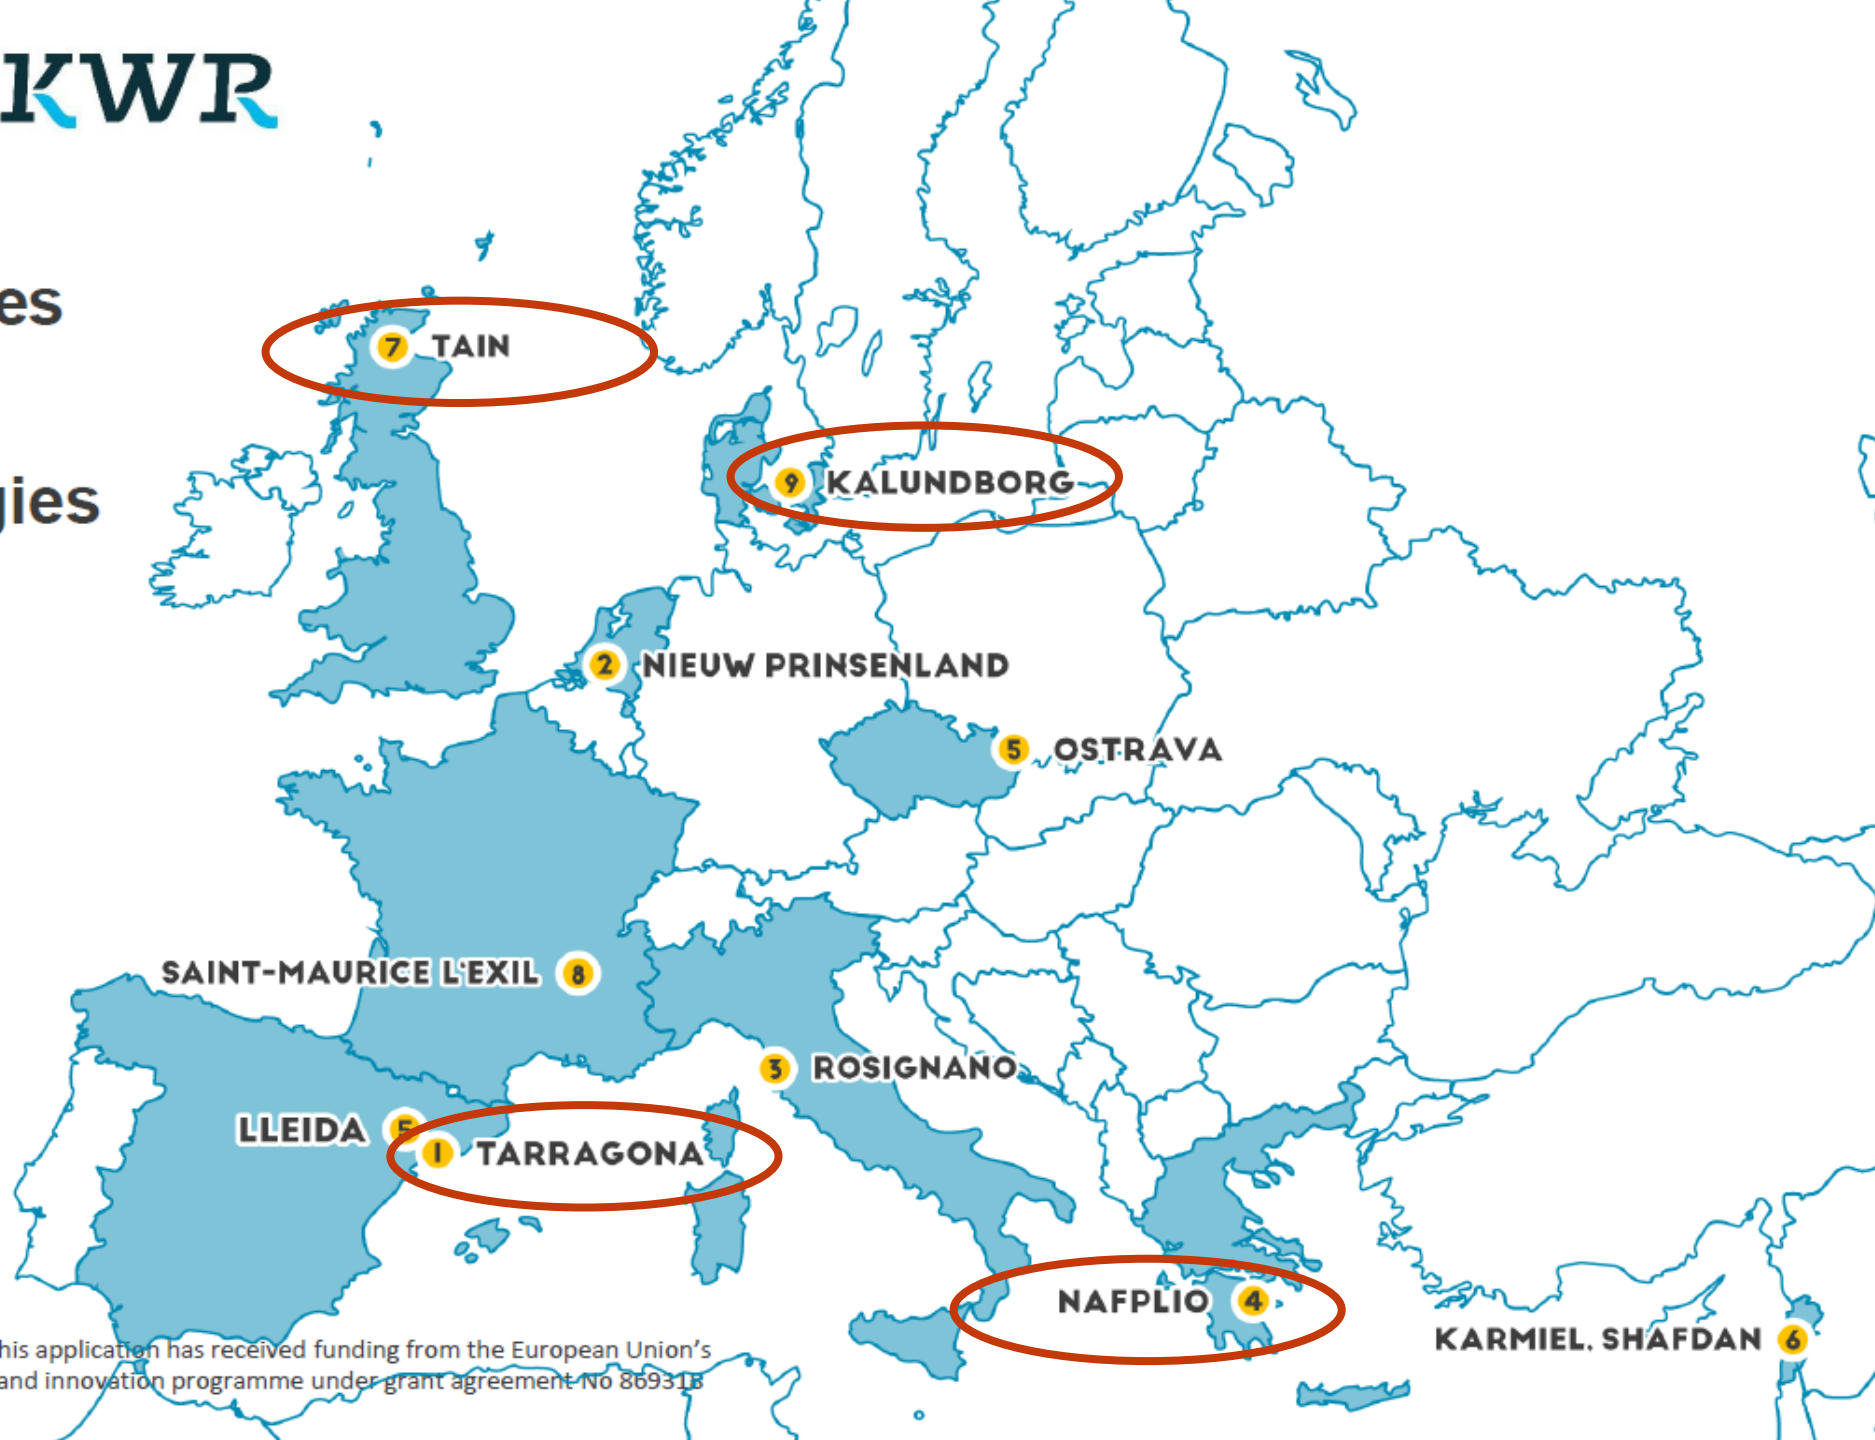 KWR
es
7 TAIN
9 KALUNDBORG
gies
2 NIEUW PRINSENLAND
5 OSTRAVA
SAINT-MAURICE L'EXIL 8
3 ROSIGNANO
LLEIDA 5
1 TARRAGONA
NAFPLIO 4
KARMIEL. SHAFDAN 6
his application has received funding from the European Union's
and innovation programme under grant agreement No 869318